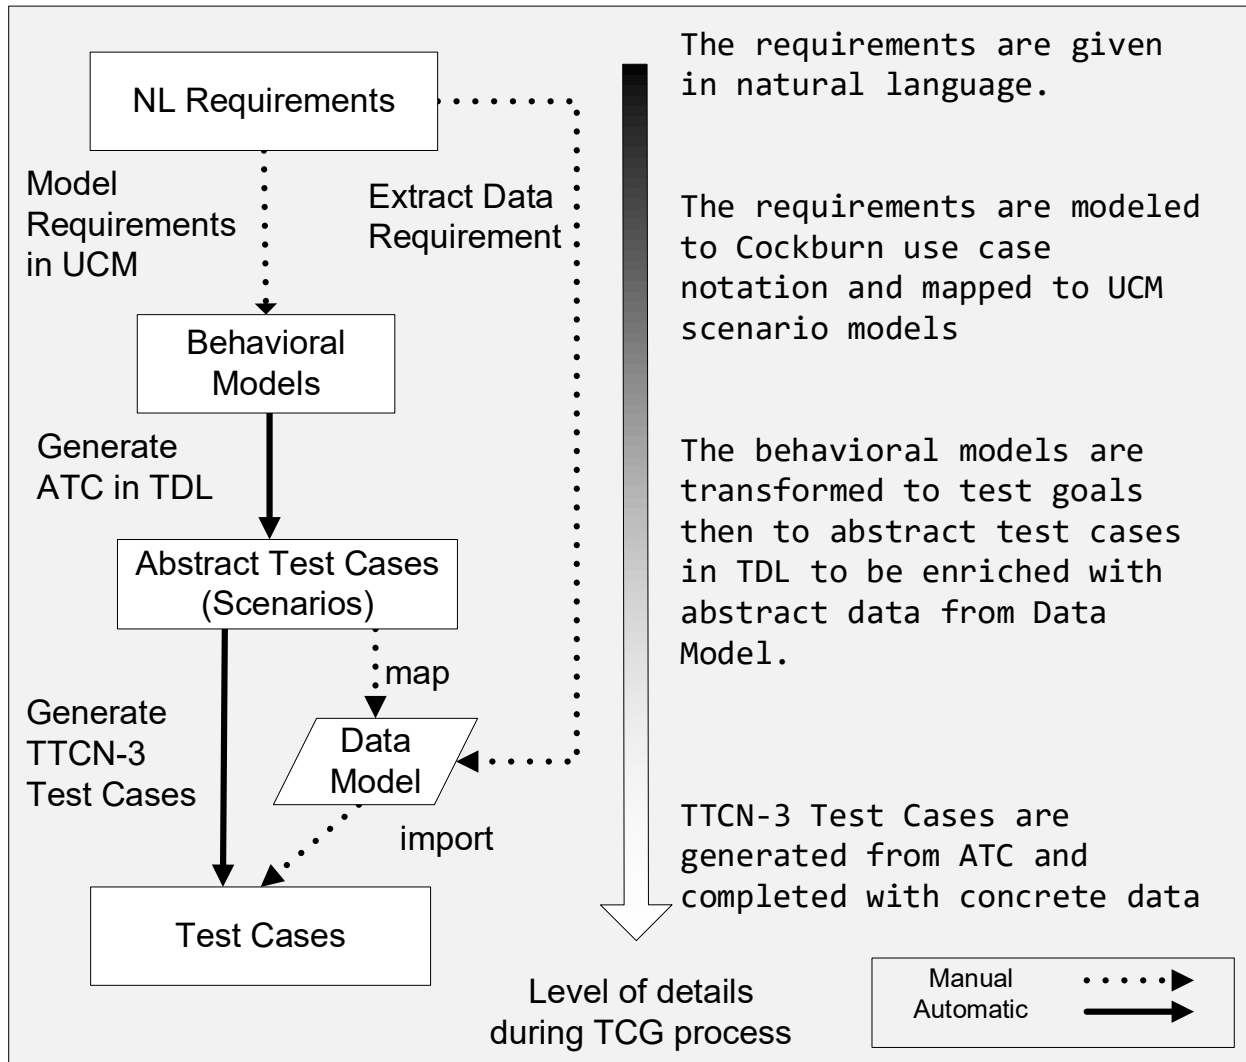 NL Requirements
Model
Requirements
in UCM
Extract Data
Requirement
Behavioral
Models
Generate
ATC in TDL
Abstract Test Cases
(Scenarios)
map
Generate
TTCN-3
Test Cases
Data
Model
import
Test Cases
The requirements are given
in natural language.
The requirements are modeled
to Cockburn use case
notation and mapped to UCM
scenario models
The behavioral models are
transformed to test goals
then to abstract test cases
in TDL to be enriched with
abstract data from Data
Model.
TTCN-3 Test Cases are
generated from ATC and
completed with concrete data
Level of details
during TCG process
Manual
Automatic